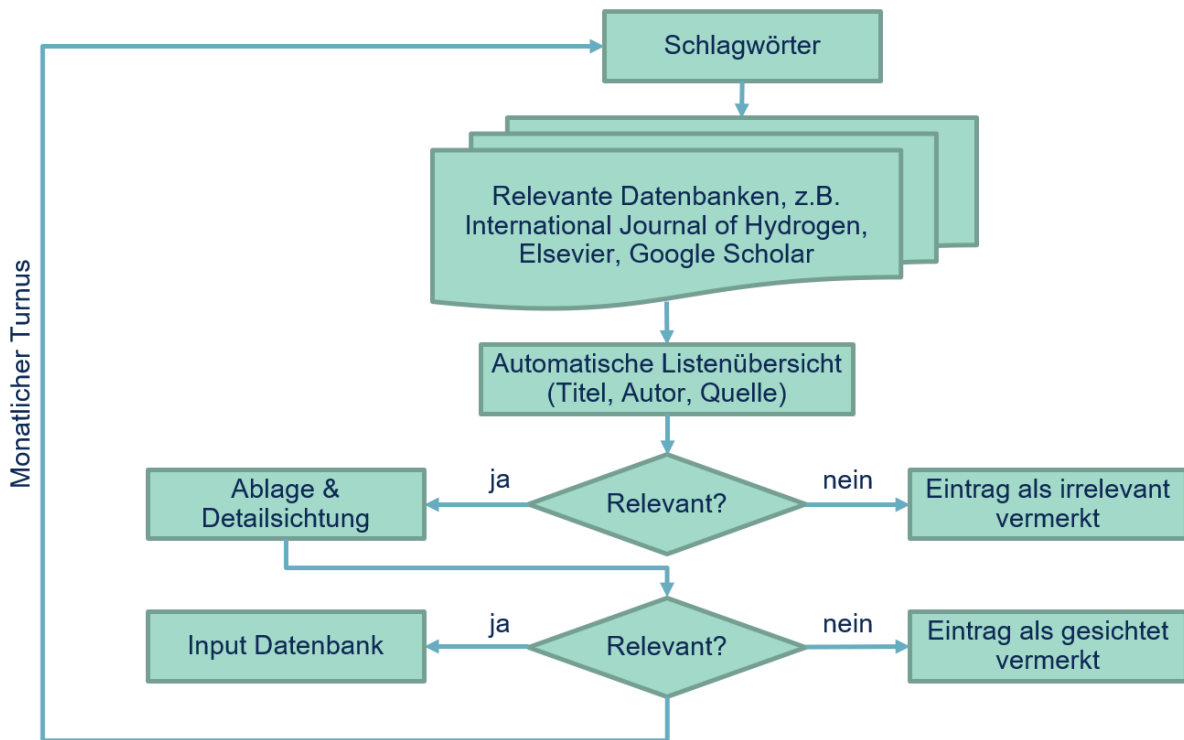 Schlagwörter
Relevante Datenbanken, z.B.
International Journal of Hydrogen,
Elsevier, Google Scholar
Monatlicher Turnus
Automatische Listenübersicht
(Titel, Autor, Quelle)
Ablage &
Detailsichtung
ja
Relevant?
nein
Eintrag als irrelevant
vermerkt
Input Datenbank
ja
Relevant?
nein
Eintrag als gesichtet
vermerkt